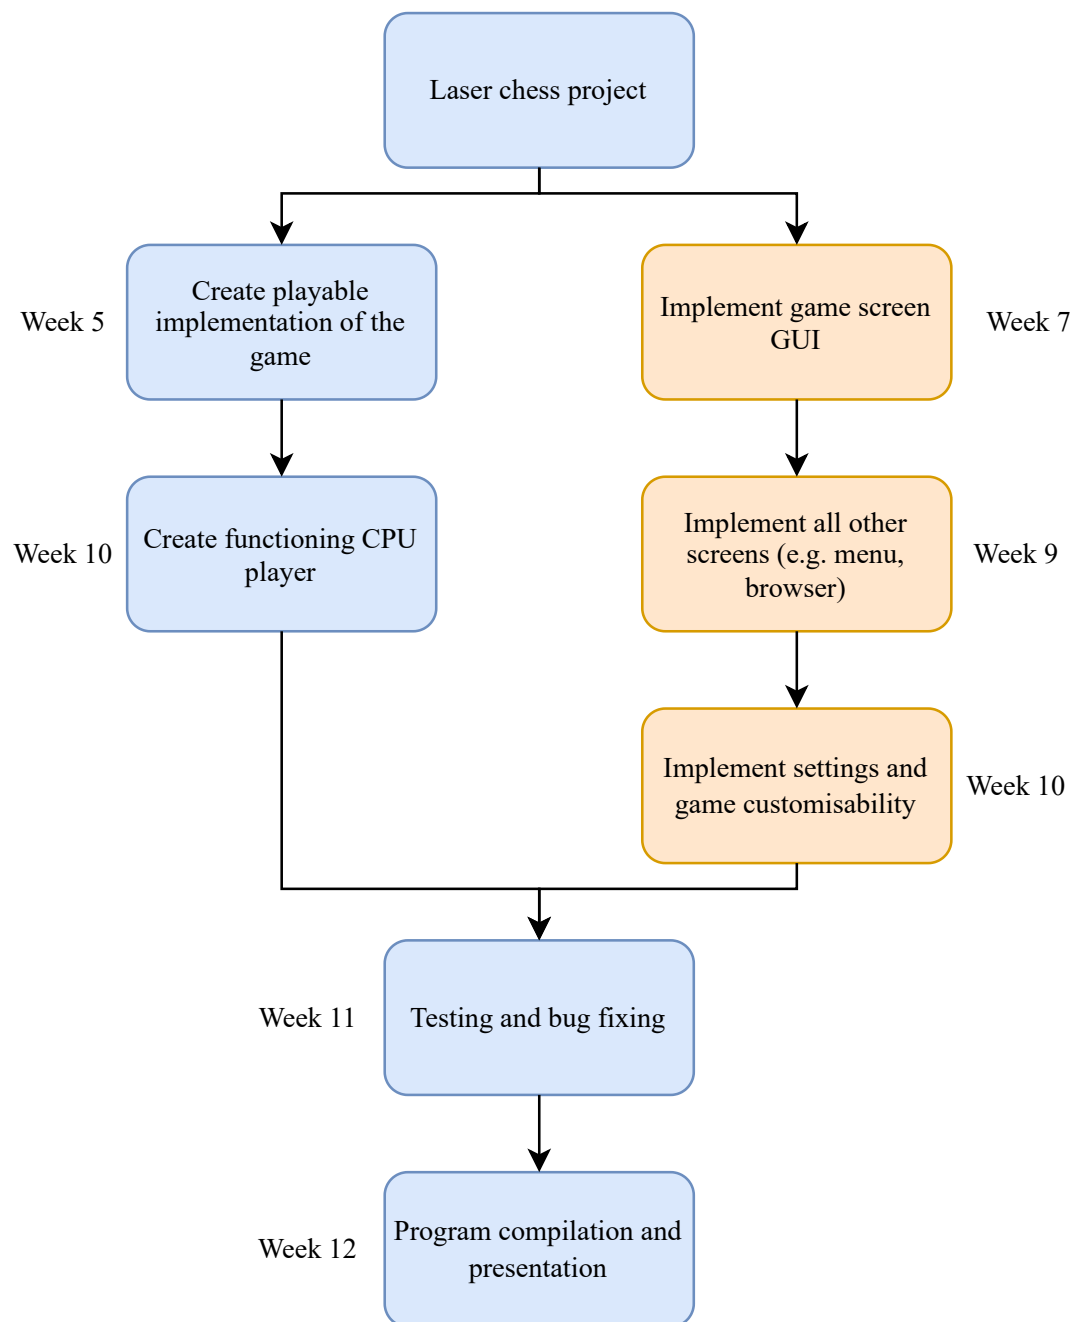 Laser chess project
Week 5
Create playable
implementation of the
game
Implement game screen
GUI
Week 7
Week 10
Create functioning CPU
player
Implement all other
screens (e.g. menu,
browser)
Week 9
Implement settings and
game customisability
Week 10
Week 11
Testing and bug fixing
Week 12
Program compilation and
presentation